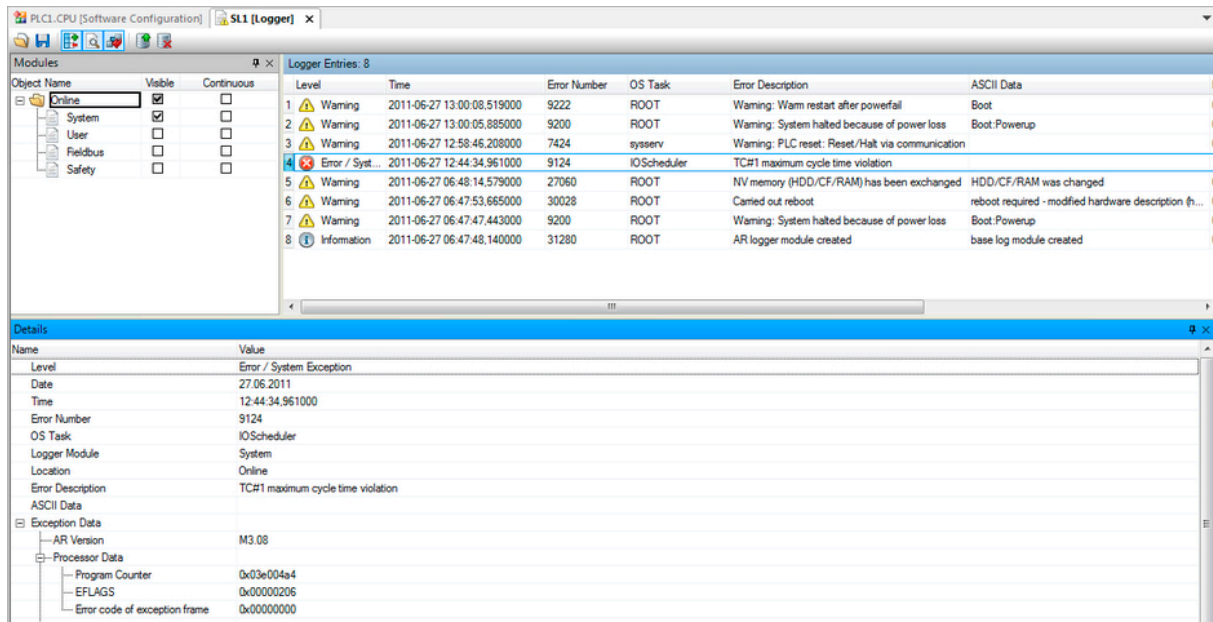 PLC1.CPU [Software Configuration] SL1 [Logger]
Modules
Object Name Visible Continuous
Online
System
User
Fieldbus
Safety
Logger Entries: 8
Level Time Error Number OS Task Error Description ASCII Data
1 Warning 2011-06-27 13:00:08,519000 9222 ROOT Warning: Warm restart after powerfail Boot
2 Warning 2011-06-27 13:00:05,885000 9200 ROOT Warning: System halted because of power loss Boot:Powerup
3 Warning 2011-06-27 12:58:46,208000 7424 sysserv Warning: PLC reset: Reset/Halt via communication
4 Error / Syst... 2011-06-27 12:44:34,961000 9124 IOScheduler TC#1 maximum cycle time violation
5 Warning 2011-06-27 06:48:14,579000 27060 ROOT NV memory (HDD/CF/RAM) has been exchanged HDD/CF/RAM was changed
6 Warning 2011-06-27 06:47:53,665000 30028 ROOT Carried out reboot reboot required - modfied hardware description (h...
7 Warning 2011-06-27 06:47:47,443000 9200 ROOT Warning: System halted because of power loss Boot:Powerup
8 Information 2011-06-27 06:47:48,140000 31280 ROOT AR logger module created base log module created
Details
Name Value
Level Error / System Exception
Date 27.06.2011
Time 12:44:34,961000
Error Number 9124
OS Task IOScheduler
Logger Module System
Location Online
Error Description TC#1 maximum cycle time violation
ASCII Data
Exception Data
AR Version M3.08
Processor Data
Program Counter 0x03e004a4
EFLAGS 0x00000206
Error code of exception frame 0x00000000